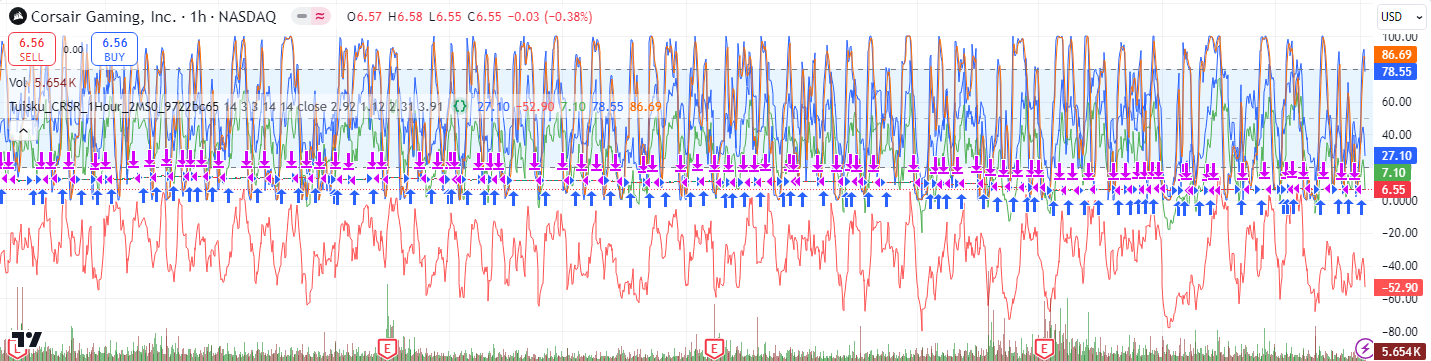 Corsair Gaming, Inc. · 1h · NASDAQ O6.57 H6.58 L6.55 C6.55 −0.03 (−0.38%) USD
6.56 SELL 0.00 6.56 BUY
Vol 5.654K
Tuisku_CRSR_1Hour_2MS0_9722bc65 14 3 3 14 14 close 2.92 1.12 2.31 3.91 27.10 −52.90 7.10 78.55 86.69
100.00
86.69
78.55
60.00
40.00
27.10
7.10
6.55
0.0000
−20.00
−40.00
−52.90
−60.00
−80.00
5.654K
L E E E